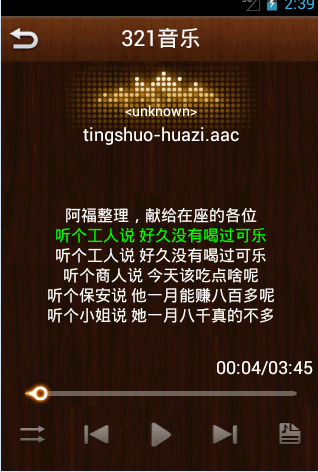 2:39
321音乐
<unknown>
tingshuo-huazi.aac
阿福整理，献给在座的各位
听个工人说 好久没有喝过可乐
听个工人说 好久没有喝过可乐
听个商人说 今天该吃点啥呢
听个保安说 他一月能赚八百多呢
听个小姐说 她一月八千真的不多
00:04/03:45